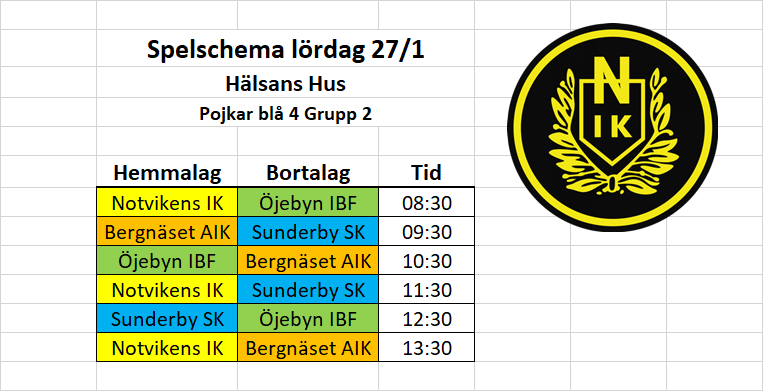 Spelschema lördag 27/1
Hälsans Hus
Pojkar blå 4 Grupp 2
Hemmalag Bortalag Tid
Notvikens IK Öjebyn IBF 08:30
Bergnäset AIK Sunderby SK 09:30
Öjebyn IBF Bergnäset AIK 10:30
Notvikens IK Sunderby SK 11:30
Sunderby SK Öjebyn IBF 12:30
Notvikens IK Bergnäset AIK 13:30
N
IK